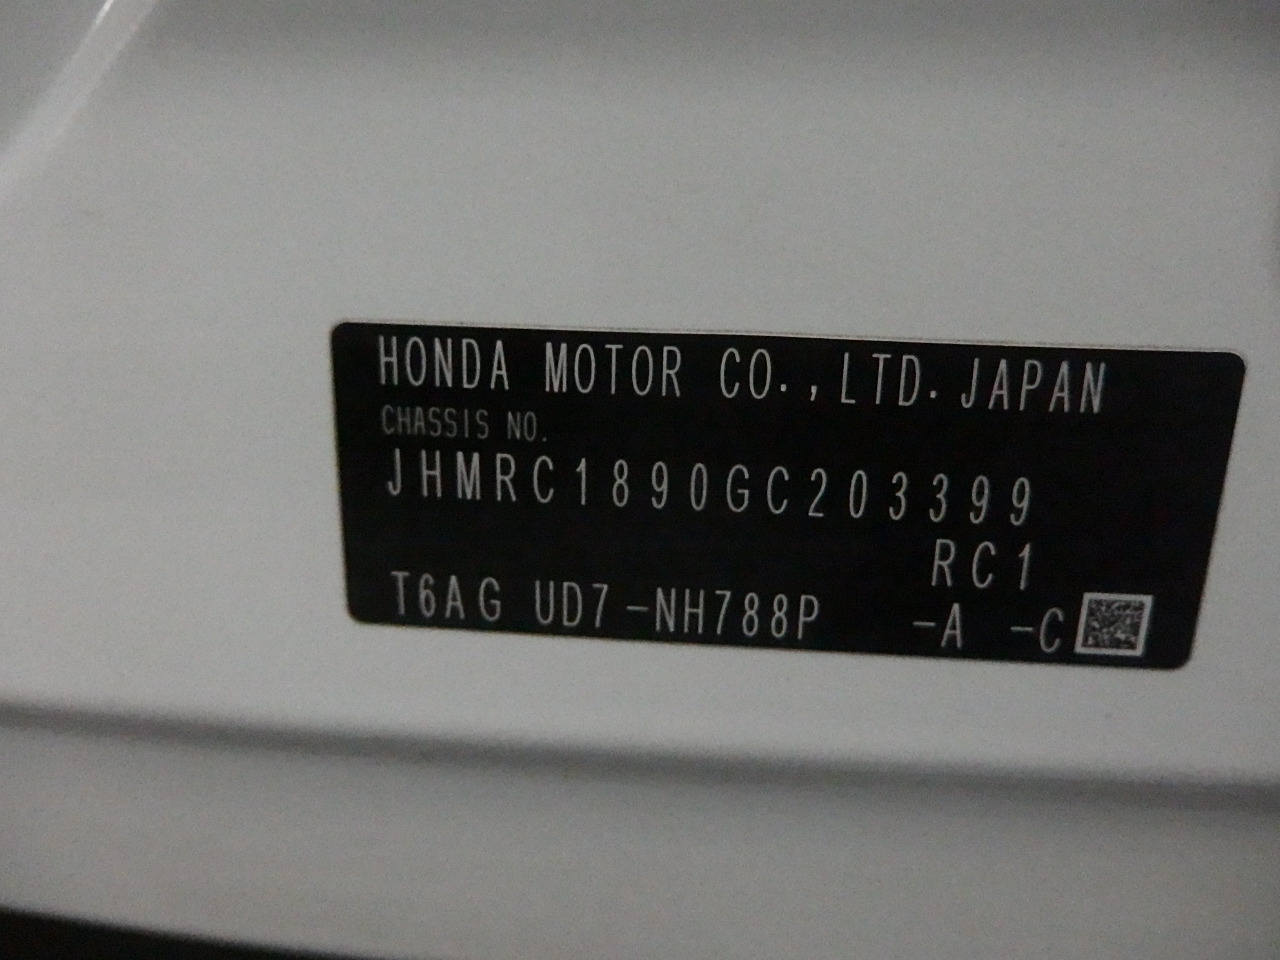 HONDA MOTOR CO.,LTD.JAPAN
CHASSIS NO.
JHMRC1890GC203399
RC1
T6AG UD7-NH788P -A -C